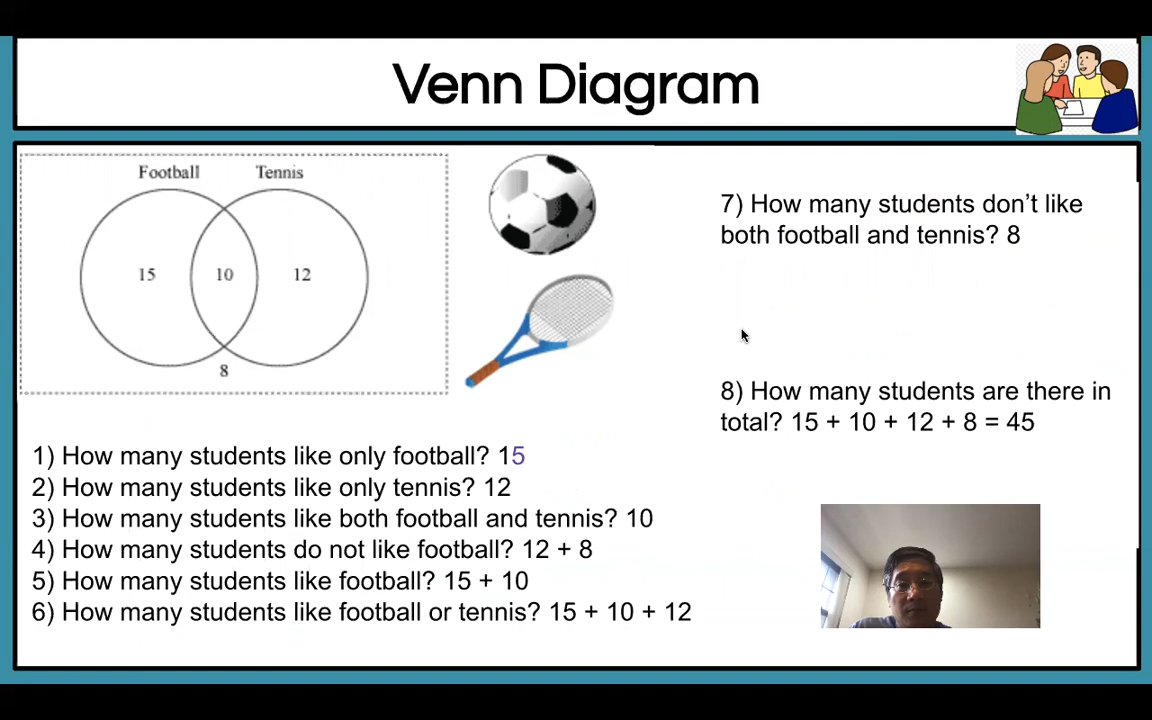 Venn Diagram
Football Tennis
15 10 12
8
1) How many students like only football? 15
2) How many students like only tennis? 12
3) How many students like both football and tennis? 10
4) How many students do not like football? 12 + 8
5) How many students like football? 15 + 10
6) How many students like football or tennis? 15 + 10 + 12
7) How many students don’t like
both football and tennis? 8
8) How many students are there in
total? 15 + 10 + 12 + 8 = 45